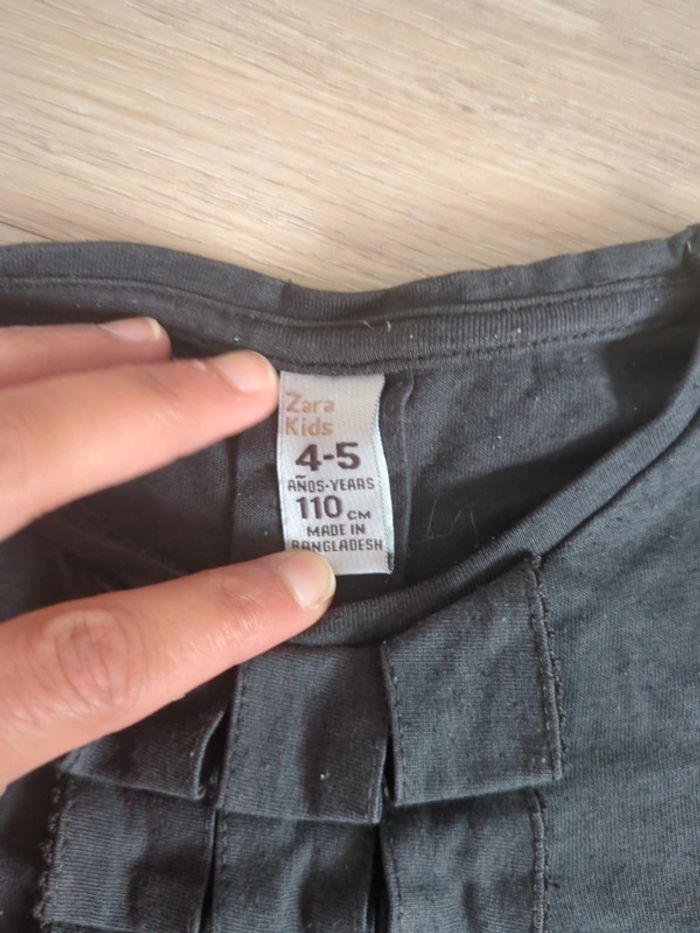 Zara
Kids
4-5
AÑOS-YEARS
110 CM
MADE IN
BANGLADESH